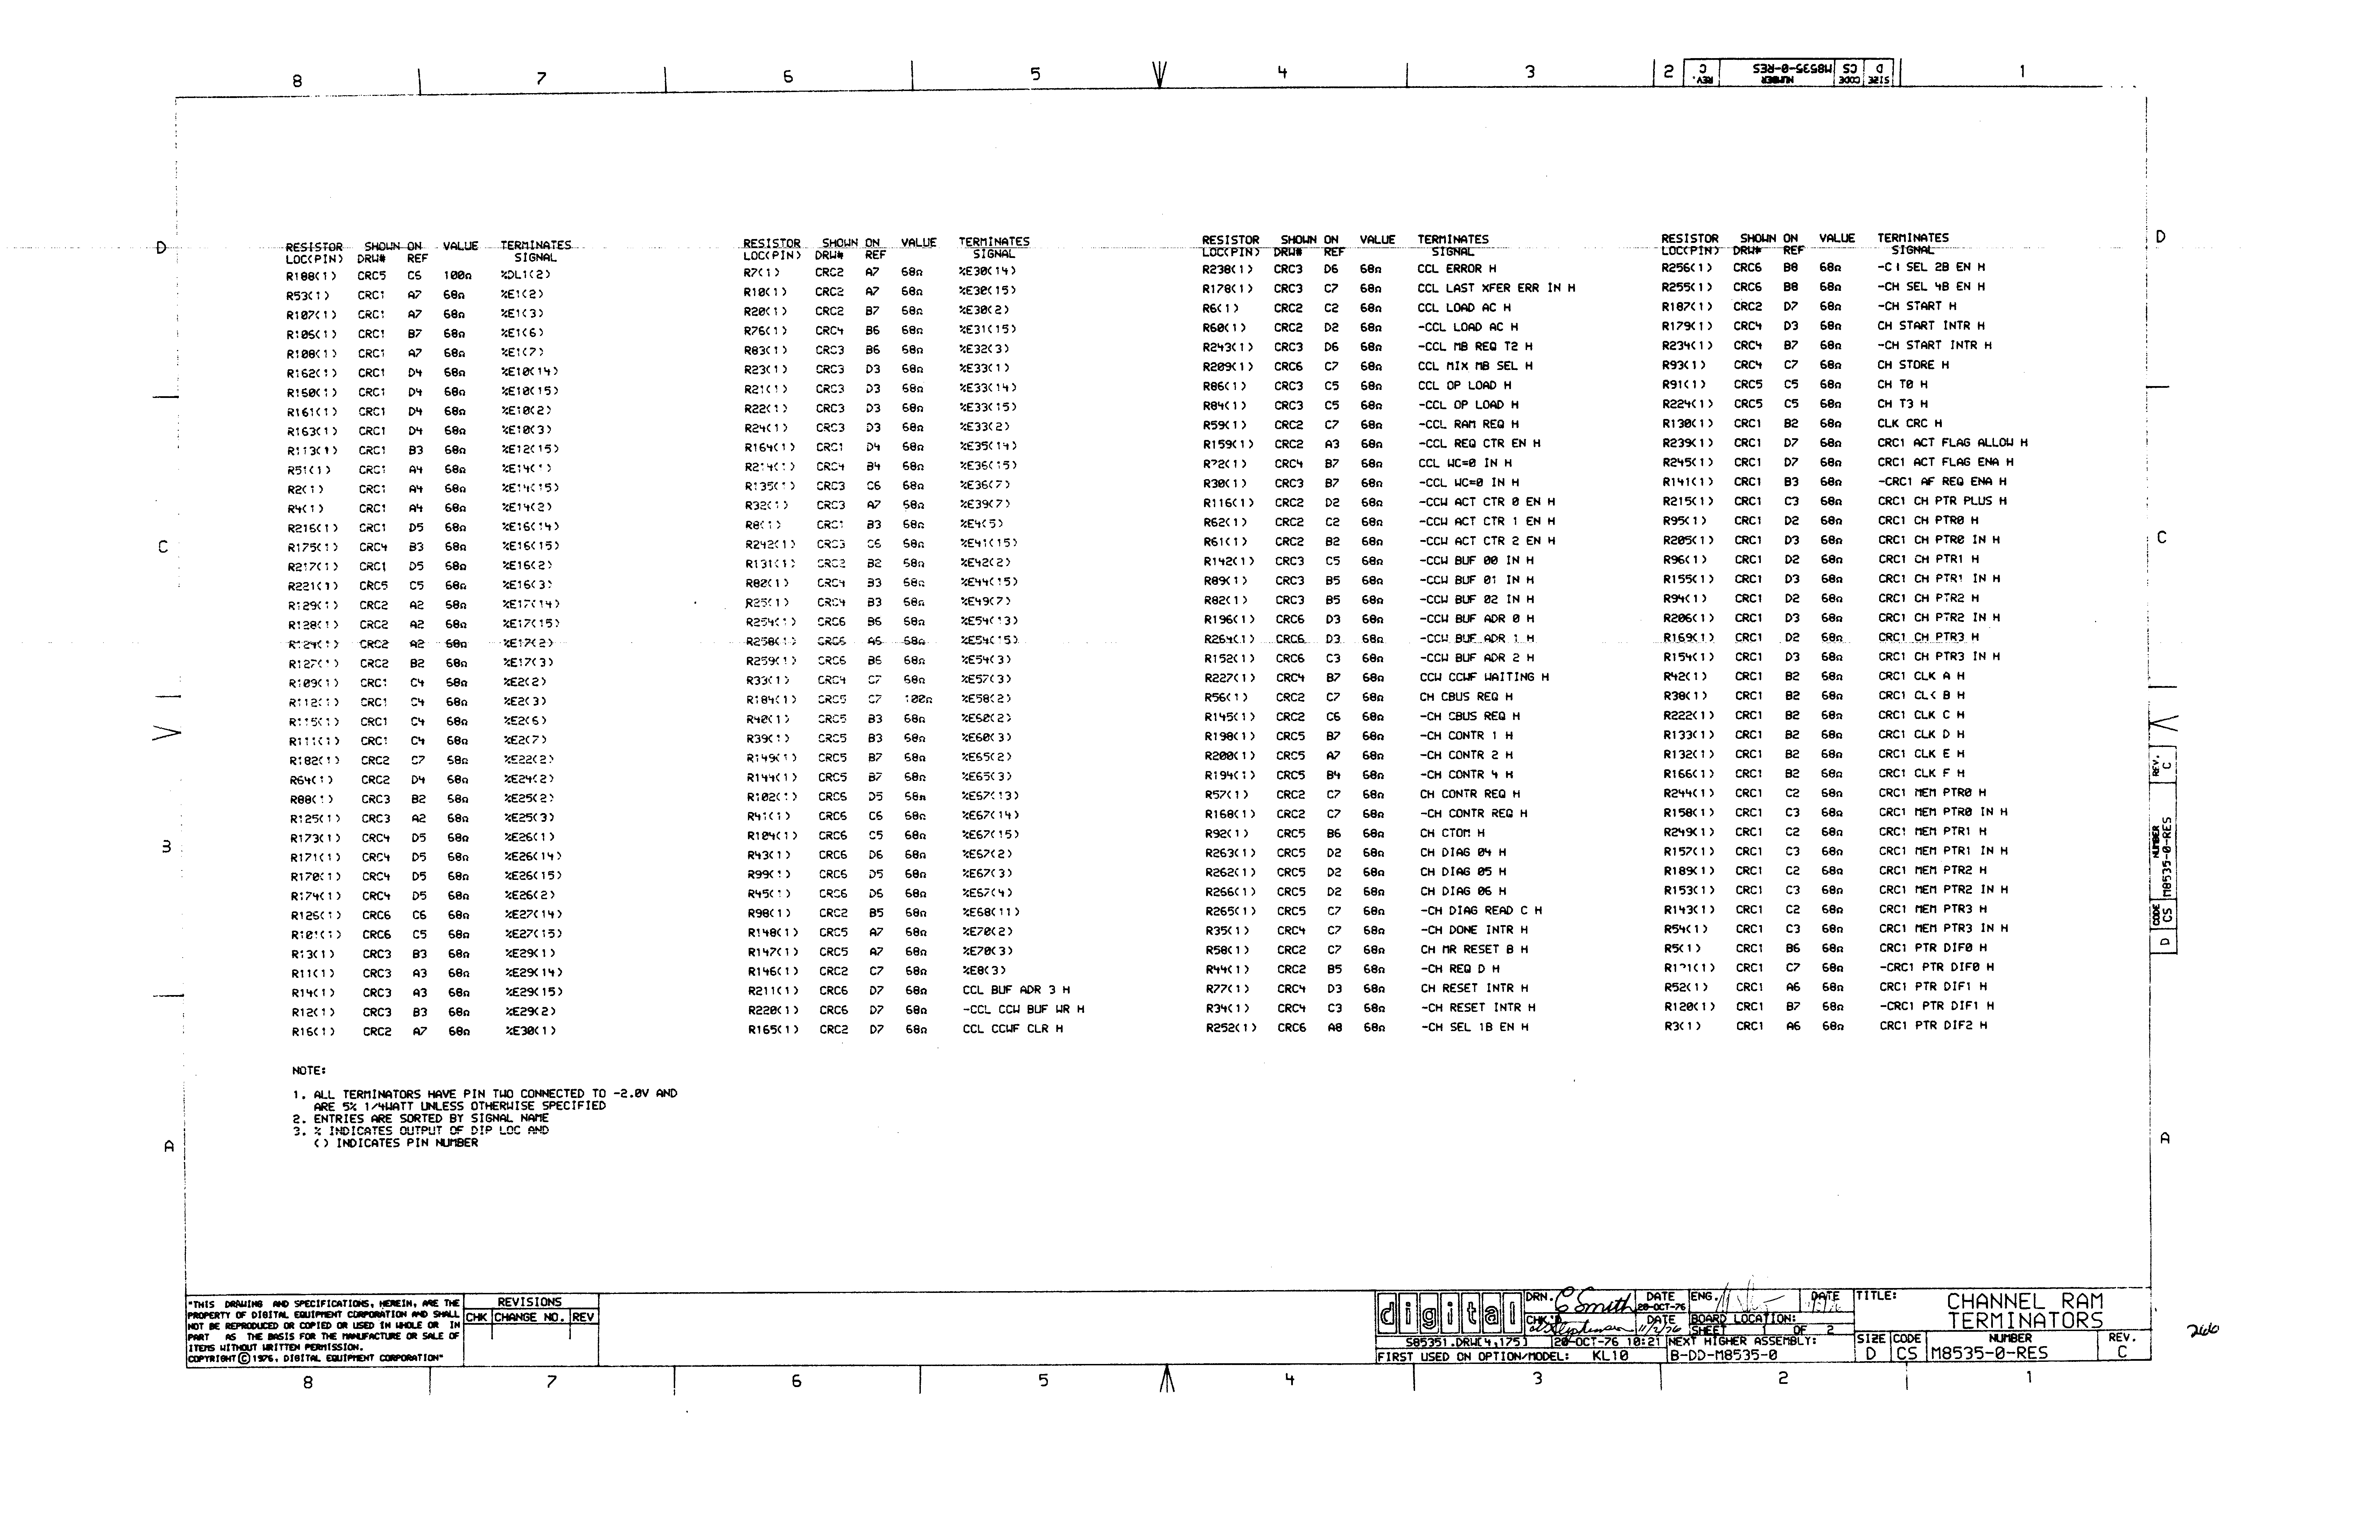 8 7 6 5 4 3 2 1
REV. C NUMBER M8535-0-RES CODE CS SIZE D
RESISTOR SHOWN ON VALUE TERMINATES
LOC(PIN) DRW# REF SIGNAL
R188(1) CRC5 C6 100Ω %DL1(2)
R53(1) CRC1 A7 68Ω %E1(2)
R107(1) CRC1 A7 68Ω %E1(3)
R106(1) CRC1 B7 68Ω %E1(6)
R108(1) CRC1 A7 68Ω %E1(7)
R162(1) CRC1 D4 68Ω %E10(14)
R160(1) CRC1 D4 68Ω %E10(15)
R161(1) CRC1 D4 68Ω %E10(2)
R163(1) CRC1 D4 68Ω %E10(3)
R113(1) CRC1 B3 68Ω %E12(15)
R51(1) CRC1 A4 68Ω %E14(1)
R2(1) CRC1 A4 68Ω %E14(15)
R4(1) CRC1 A4 68Ω %E14(2)
R216(1) CRC1 D5 68Ω %E16(14)
R175(1) CRC4 B3 68Ω %E16(15)
R217(1) CRC1 D5 68Ω %E16(2)
R221(1) CRC5 C5 68Ω %E16(3)
R129(1) CRC2 A2 68Ω %E17(14)
R128(1) CRC2 A2 68Ω %E17(15)
R124(1) CRC2 A2 68Ω %E17(2)
R127(1) CRC2 B2 68Ω %E17(3)
R109(1) CRC1 C4 68Ω %E2(2)
R112(1) CRC1 C4 68Ω %E2(3)
R115(1) CRC1 C4 68Ω %E2(6)
R111(1) CRC1 C4 68Ω %E2(7)
R182(1) CRC2 C7 68Ω %E22(2)
R64(1) CRC2 D4 68Ω %E24(2)
R88(1) CRC3 B2 68Ω %E25(2)
R125(1) CRC3 A2 68Ω %E25(3)
R173(1) CRC4 D5 68Ω %E26(1)
R171(1) CRC4 D5 68Ω %E26(14)
R170(1) CRC4 D5 68Ω %E26(15)
R174(1) CRC4 D5 68Ω %E26(2)
R126(1) CRC6 C6 68Ω %E27(14)
R101(1) CRC6 C5 68Ω %E27(15)
R13(1) CRC3 B3 68Ω %E29(1)
R11(1) CRC3 A3 68Ω %E29(14)
R14(1) CRC3 A3 68Ω %E29(15)
R12(1) CRC3 B3 68Ω %E29(2)
R16(1) CRC2 A7 68Ω %E30(1)
RESISTOR SHOWN ON VALUE TERMINATES
LOC(PIN) DRW# REF SIGNAL
R7(1) CRC2 A7 68Ω %E30(14)
R10(1) CRC2 A7 68Ω %E30(15)
R20(1) CRC2 B7 68Ω %E30(2)
R76(1) CRC4 B6 68Ω %E31(15)
R83(1) CRC3 B6 68Ω %E32(3)
R23(1) CRC3 D3 68Ω %E33(1)
R21(1) CRC3 D3 68Ω %E33(14)
R22(1) CRC3 D3 68Ω %E33(15)
R24(1) CRC3 D3 68Ω %E33(2)
R164(1) CRC1 D4 68Ω %E35(14)
R214(1) CRC4 B4 68Ω %E36(15)
R135(1) CRC3 C6 68Ω %E36(7)
R32(1) CRC3 A7 68Ω %E39(7)
R8(1) CRC1 B3 68Ω %E4(5)
R242(1) CRC3 C6 68Ω %E41(15)
R131(1) CRC2 B2 68Ω %E42(2)
R82(1) CRC4 B3 68Ω %E44(15)
R25(1) CRC4 B3 68Ω %E49(7)
R254(1) CRC6 B6 68Ω %E54(13)
R258(1) CRC6 A6 68Ω %E54(15)
R259(1) CRC6 B6 68Ω %E54(3)
R33(1) CRC4 C7 68Ω %E57(3)
R184(1) CRC5 C7 100Ω %E58(2)
R40(1) CRC5 B3 68Ω %E60(2)
R39(1) CRC5 B3 68Ω %E60(3)
R149(1) CRC5 B7 68Ω %E65(2)
R144(1) CRC5 B7 68Ω %E65(3)
R102(1) CRC6 D5 68Ω %E67(13)
R41(1) CRC6 C6 68Ω %E67(14)
R104(1) CRC6 C5 68Ω %E67(15)
R43(1) CRC6 D6 68Ω %E67(2)
R99(1) CRC6 D5 68Ω %E67(3)
R45(1) CRC6 D6 68Ω %E67(4)
R98(1) CRC2 B5 68Ω %E68(11)
R148(1) CRC5 A7 68Ω %E70(2)
R147(1) CRC5 A7 68Ω %E70(3)
R146(1) CRC2 C7 68Ω %E8(3)
R211(1) CRC6 D7 68Ω CCL BUF ADR 3 H
R220(1) CRC6 D7 68Ω -CCL CCW BUF WR H
R165(1) CRC2 D7 68Ω CCL CCWF CLR H
RESISTOR SHOWN ON VALUE TERMINATES
LOC(PIN) DRW# REF SIGNAL
R238(1) CRC3 D6 68Ω CCL ERROR H
R178(1) CRC3 C7 68Ω CCL LAST XFER ERR IN H
R6(1) CRC2 C2 68Ω CCL LOAD AC H
R60(1) CRC2 D2 68Ω -CCL LOAD AC H
R243(1) CRC3 D6 68Ω -CCL MB REQ T2 H
R209(1) CRC6 C7 68Ω CCL MIX MB SEL H
R86(1) CRC3 C5 68Ω CCL OP LOAD H
R84(1) CRC3 C5 68Ω -CCL OP LOAD H
R59(1) CRC2 C7 68Ω -CCL RAM REQ H
R159(1) CRC2 A3 68Ω -CCL REQ CTR EN H
CRC4 B7 68Ω CCL WC=0 IN H
R30(1) CRC3 B7 68Ω -CCL WC=0 IN H
R116(1) CRC2 D2 68Ω -CCW ACT CTR 0 EN H
R62(1) CRC2 C2 68Ω -CCW ACT CTR 1 EN H
R61(1) CRC2 B2 68Ω -CCW ACT CTR 2 EN H
R142(1) CRC3 C5 68Ω -CCW BUF 00 IN H
R89(1) CRC3 B5 68Ω -CCW BUF 01 IN H
R82(1) CRC3 B5 68Ω -CCW BUF 02 IN H
R196(1) CRC6 D3 68Ω -CCW BUF ADR 0 H
R264(1) CRC6 D3 68Ω -CCW BUF ADR 1 H
R152(1) CRC6 C3 68Ω -CCW BUF ADR 2 H
R227(1) CRC4 B7 68Ω CCW CCWF WAITING H
R56(1) CRC2 C7 68Ω CH CBUS REQ H
R145(1) CRC2 C6 68Ω -CH CBUS REQ H
R198(1) CRC5 B7 68Ω -CH CONTR 1 H
R200(1) CRC5 A7 68Ω -CH CONTR 2 H
R194(1) CRC5 B4 68Ω -CH CONTR 4 H
R57(1) CRC2 C7 68Ω CH CONTR REQ H
R168(1) CRC2 C7 68Ω -CH CONTR REQ H
R92(1) CRC5 B6 68Ω CH CTOM H
R263(1) CRC5 D2 68Ω CH DIAG 04 H
R262(1) CRC5 D2 68Ω CH DIAG 05 H
R266(1) CRC5 D2 68Ω CH DIAG 06 H
R265(1) CRC5 C7 68Ω -CH DIAG READ C H
R35(1) CRC4 C7 68Ω -CH DONE INTR H
R58(1) CRC2 C7 68Ω CH MR RESET B H
R44(1) CRC2 B5 68Ω -CH REQ D H
R77(1) CRC4 D3 68Ω CH RESET INTR H
R34(1) CRC4 C3 68Ω -CH RESET INTR H
R252(1) CRC6 A8 68Ω -CH SEL 1B EN H
RESISTOR SHOWN ON VALUE TERMINATES
LOC(PIN) DRW# REF SIGNAL
R256(1) CRC6 B8 68Ω -CH SEL 2B EN H
R255(1) CRC6 B8 68Ω -CH SEL 4B EN H
R187(1) CRC2 D7 68Ω -CH START H
R179(1) CRC4 D3 68Ω CH START INTR H
R234(1) CRC4 B7 68Ω -CH START INTR H
R93(1) CRC4 C7 68Ω CH STORE H
R91(1) CRC5 C5 68Ω CH T0 H
R224(1) CRC5 C5 68Ω CH T3 H
R130(1) CRC1 B2 68Ω CLK CRC H
R239(1) CRC1 D7 68Ω CRC1 ACT FLAG ALLOW H
R245(1) CRC1 D7 68Ω CRC1 ACT FLAG ENA H
R141(1) CRC1 B3 68Ω -CRC1 AF REQ ENA H
R215(1) CRC1 C3 68Ω CRC1 CH PTR PLUS H
R95(1) CRC1 D2 68Ω CRC1 CH PTR0 H
R205(1) CRC1 D3 68Ω CRC1 CH PTR0 IN H
R96(1) CRC1 D2 68Ω CRC1 CH PTR1 H
R155(1) CRC1 D3 68Ω CRC1 CH PTR1 IN H
R94(1) CRC1 D2 68Ω CRC1 CH PTR2 H
R206(1) CRC1 D3 68Ω CRC1 CH PTR2 IN H
R169(1) CRC1 D2 68Ω CRC1 CH PTR3 H
R154(1) CRC1 D3 68Ω CRC1 CH PTR3 IN H
R42(1) CRC1 B2 68Ω CRC1 CLK A H
R38(1) CRC1 B2 68Ω CRC1 CLK B H
R222(1) CRC1 B2 68Ω CRC1 CLK C H
R133(1) CRC1 B2 68Ω CRC1 CLK D H
R132(1) CRC1 B2 68Ω CRC1 CLK E H
R166(1) CRC1 B2 68Ω CRC1 CLK F H
R244(1) CRC1 C2 68Ω CRC1 MEM PTR0 H
R158(1) CRC1 C3 68Ω CRC1 MEM PTR0 IN H
R249(1) CRC1 C2 68Ω CRC1 MEM PTR1 H
R157(1) CRC1 C3 68Ω CRC1 MEM PTR1 IN H
R189(1) CRC1 C2 68Ω CRC1 MEM PTR2 H
R153(1) CRC1 C3 68Ω CRC1 MEM PTR2 IN H
R143(1) CRC1 C2 68Ω CRC1 MEM PTR3 H
R54(1) CRC1 C3 68Ω CRC1 MEM PTR3 IN H
R5(1) CRC1 B6 68Ω CRC1 PTR DIF0 H
CRC1 C7 68Ω -CRC1 PTR DIF0 H
R52(1) CRC1 A6 68Ω CRC1 PTR DIF1 H
R120(1) CRC1 B7 68Ω -CRC1 PTR DIF1 H
R3(1) CRC1 A6 68Ω CRC1 PTR DIF2 H
D C B A
D C A
D CODE CS NUMBER M8535-0-RES REV. C
NOTE:
1. ALL TERMINATORS HAVE PIN TWO CONNECTED TO -2.0V AND
ARE 5% 1/4WATT UNLESS OTHERWISE SPECIFIED
2. ENTRIES ARE SORTED BY SIGNAL NAME
3. % INDICATES OUTPUT OF DIP LOC AND
() INDICATES PIN NUMBER
"THIS DRAWING AND SPECIFICATIONS, HEREIN, ARE THE
PROPERTY OF DIGITAL EQUIPMENT CORPORATION AND SHALL
NOT BE REPRODUCED OR COPIED OR USED IN WHOLE OR IN
PART AS THE BASIS FOR THE MANUFACTURE OR SALE OF
ITEMS WITHOUT WRITTEN PERMISSION.
COPYRIGHT © 1976, DIGITAL EQUIPMENT CORPORATION"
REVISIONS
CHK CHANGE NO. REV
digital
DRN. C Smith DATE 20-OCT-76 ENG. DATE
CHK'D DATE 11/2/76 BOARD LOCATION:
SHEET OF 2
S85351.DRW[4,175] 20-OCT-76 10:21 NEXT HIGHER ASSEMBLY:
FIRST USED ON OPTION/MODEL: KL10 B-DD-M8535-0
TITLE: CHANNEL RAM
TERMINATORS
SIZE CODE NUMBER REV.
D CS M8535-0-RES C
266
8 7 6 5 4 3 2 1